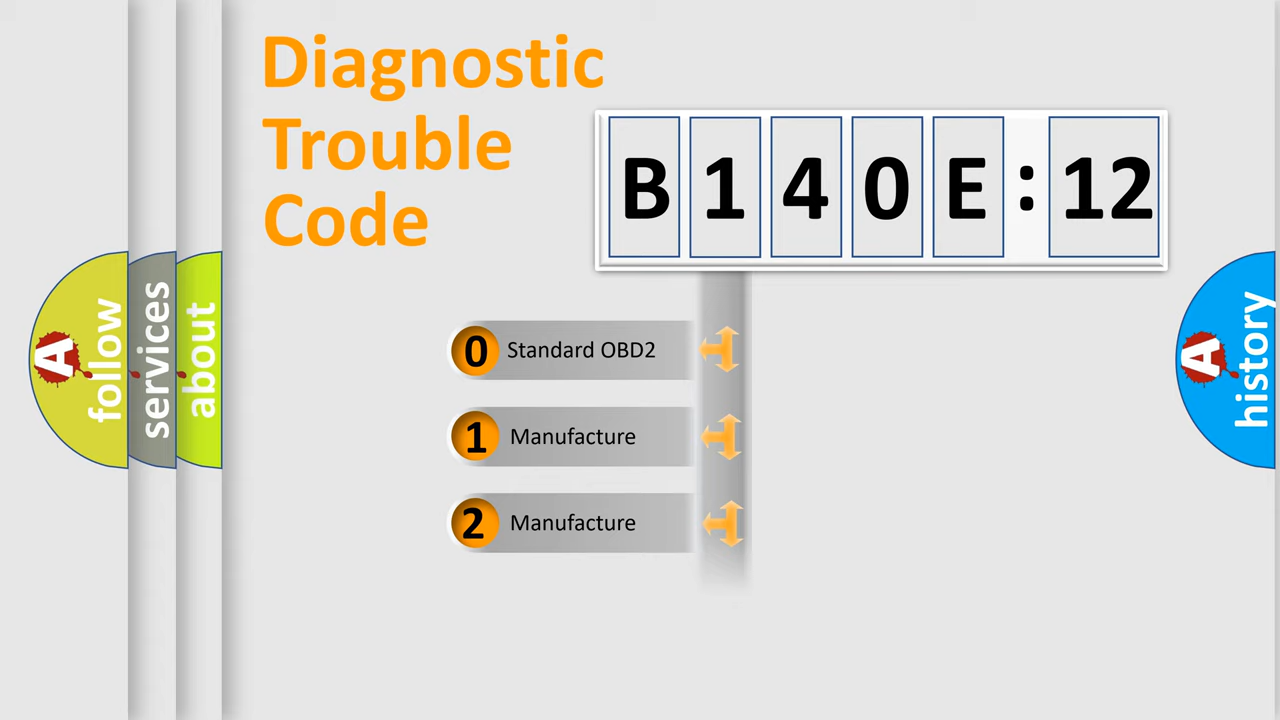 Diagnostic
Trouble
Code
B 1 4 0 E : 12
0 Standard OBD2
1 Manufacture
2 Manufacture
A follow
services
about
A history